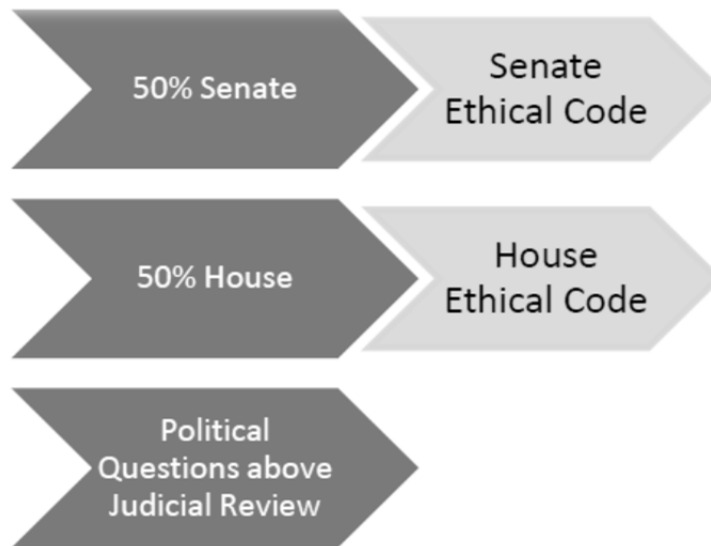 50% Senate
Senate
Ethical Code
50% House
House
Ethical Code
Political
Questions above
Judicial Review